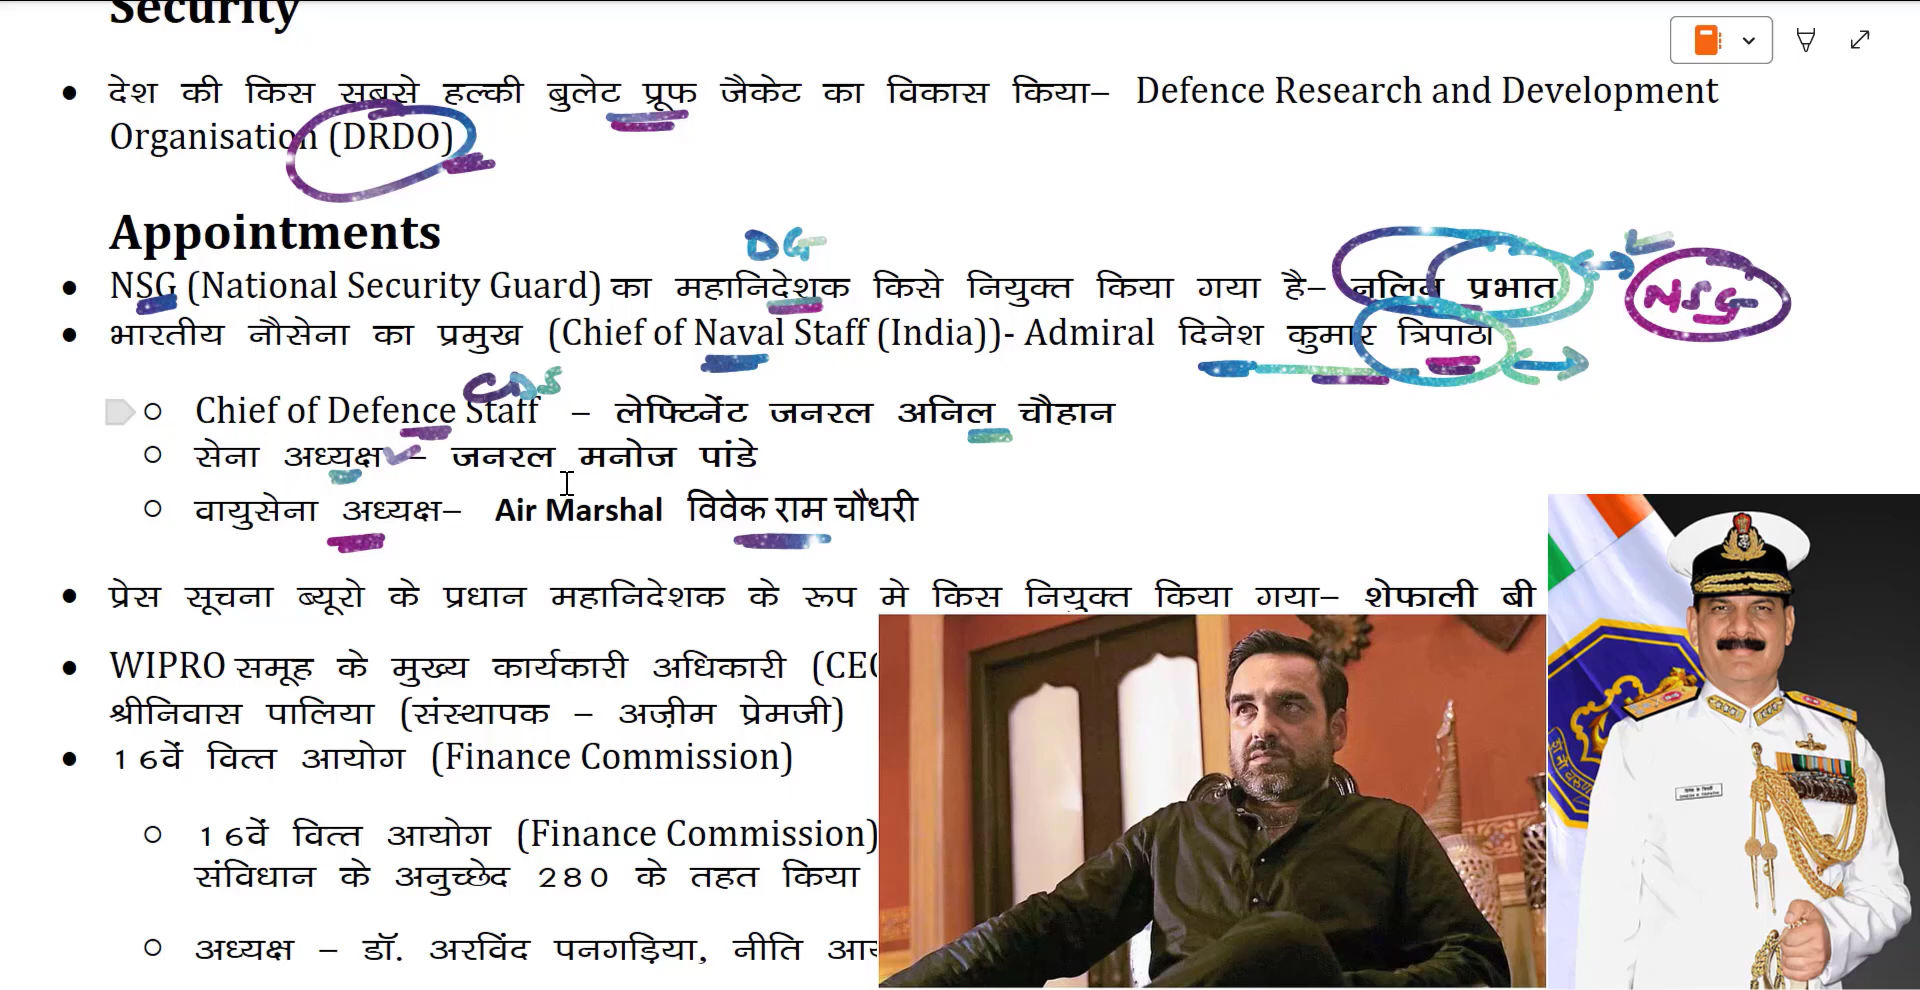 Security
देश की किस सबसे हल्की बुलेट प्रूफ जैकेट का विकास किया– Defence Research and Development
Organisation (DRDO)
Appointments
DG
NSG (National Security Guard) का महानिदेशक किसे नियुक्त किया गया है– नलिन प्रभात
NSG
भारतीय नौसेना का प्रमुख (Chief of Naval Staff (India))- Admiral दिनेश कुमार त्रिपाठी
CDS
Chief of Defence Staff – लेफ्टिनेंट जनरल अनिल चौहान
सेना अध्यक्ष – जनरल मनोज पांडे
वायुसेना अध्यक्ष– Air Marshal विवेक राम चौधरी
प्रेस सूचना ब्यूरो के प्रधान महानिदेशक के रूप मे किस नियुक्त किया गया– शेफाली बी
WIPRO समूह के मुख्य कार्यकारी अधिकारी (CEO
श्रीनिवास पालिया (संस्थापक – अज़ीम प्रेमजी)
16वें वित्त आयोग (Finance Commission)
16वें वित्त आयोग (Finance Commission)
संविधान के अनुच्छेद 280 के तहत किया
अध्यक्ष – डॉ. अरविंद पनगड़िया, नीति